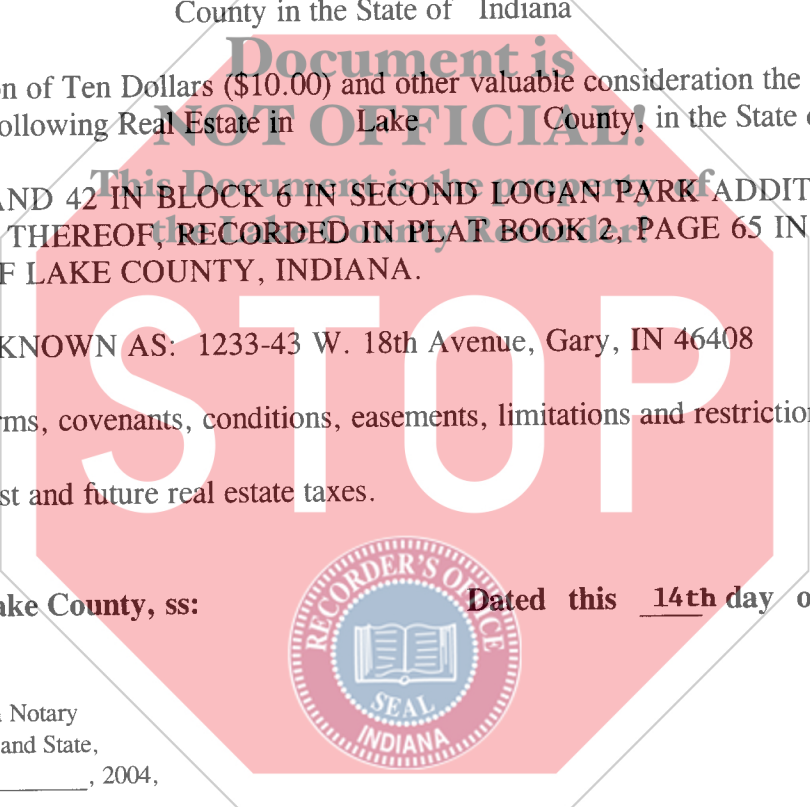 County in the State of Indiana
Document is
on of Ten Dollars ($10.00) and other valuable consideration the
ollowing Real Estate in Lake County, in the State
NOT OFFICIAL!
This Document is the property of
AND 42 IN BLOCK 6 IN SECOND LOGAN PARK ADDIT
the Lake County Recorder!
THEREOF, RECORDED IN PLAT BOOK 2, PAGE 65 IN
F LAKE COUNTY, INDIANA.
STOP
KNOWN AS: 1233-43 W. 18th Avenue, Gary, IN 46408
rms, covenants, conditions, easements, limitations and restriction
st and future real estate taxes.
RECORDER'S OFFICE
ake County, ss: Dated this 14th day o
SEAL
INDIANA
Notary
and State,
, 2004,